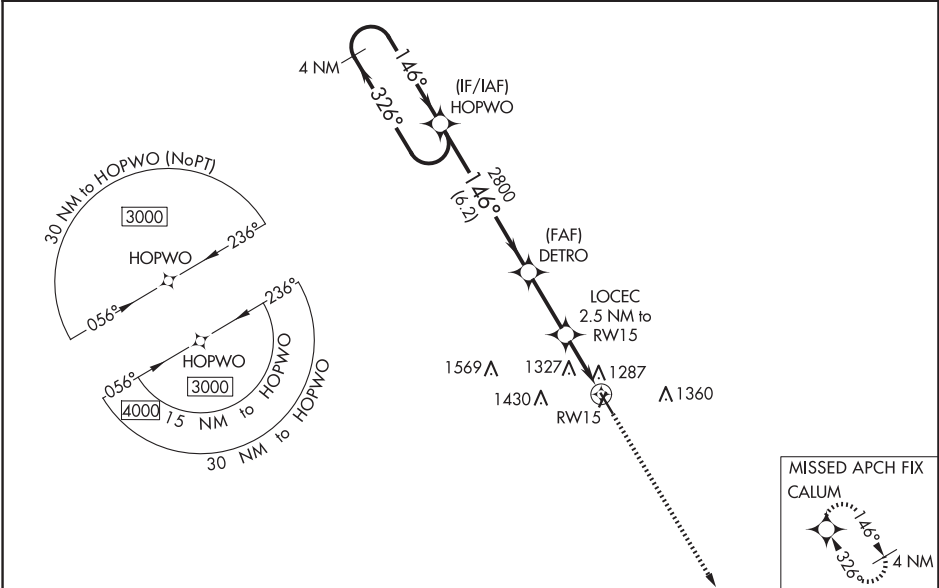 4 NM
146°
326°
(IF/IAF)
HOPWO
2800
146°
(6.2)
30 NM to HOPWO (NoPT)
3000
HOPWO
236°
056°
236°
HOPWO
056°
3000
4000
15 NM to HOPWO
30 NM to HOPWO
(FAF)
DETRO
LOCEC
2.5 NM to
RW15
1569
1327
1287
1430
1360
RW15
MISSED APCH FIX
CALUM
146°
326°
4 NM